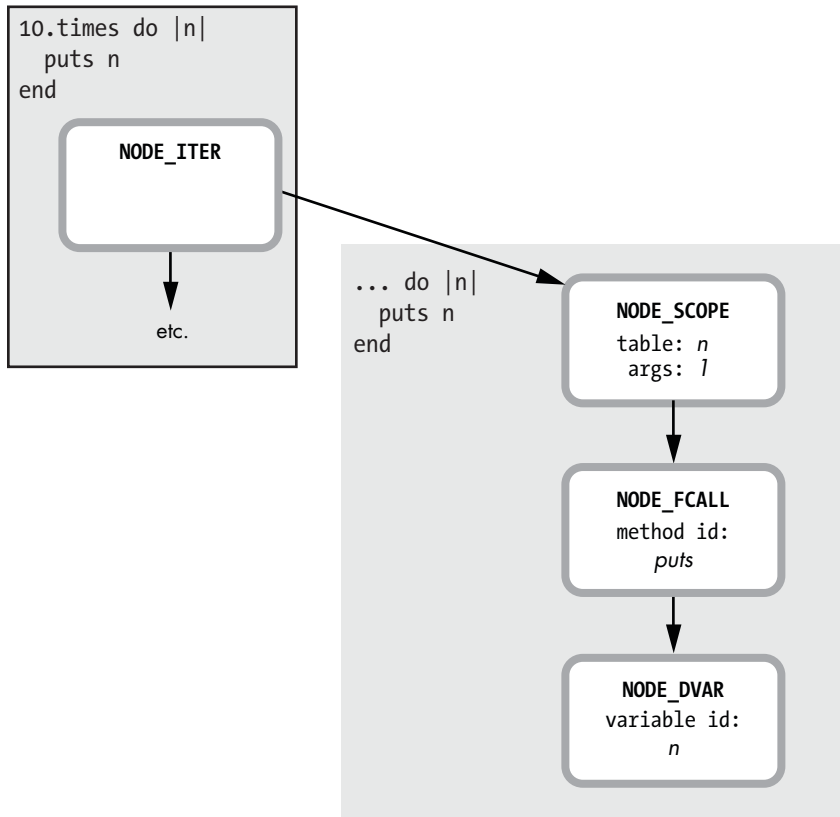 10.times do |n|
  puts n
end
NODE_ITER
etc.
... do |n|
  puts n
end
NODE_SCOPE
table: n
args: 1
NODE_FCALL
method id:
puts
NODE_DVAR
variable id:
n